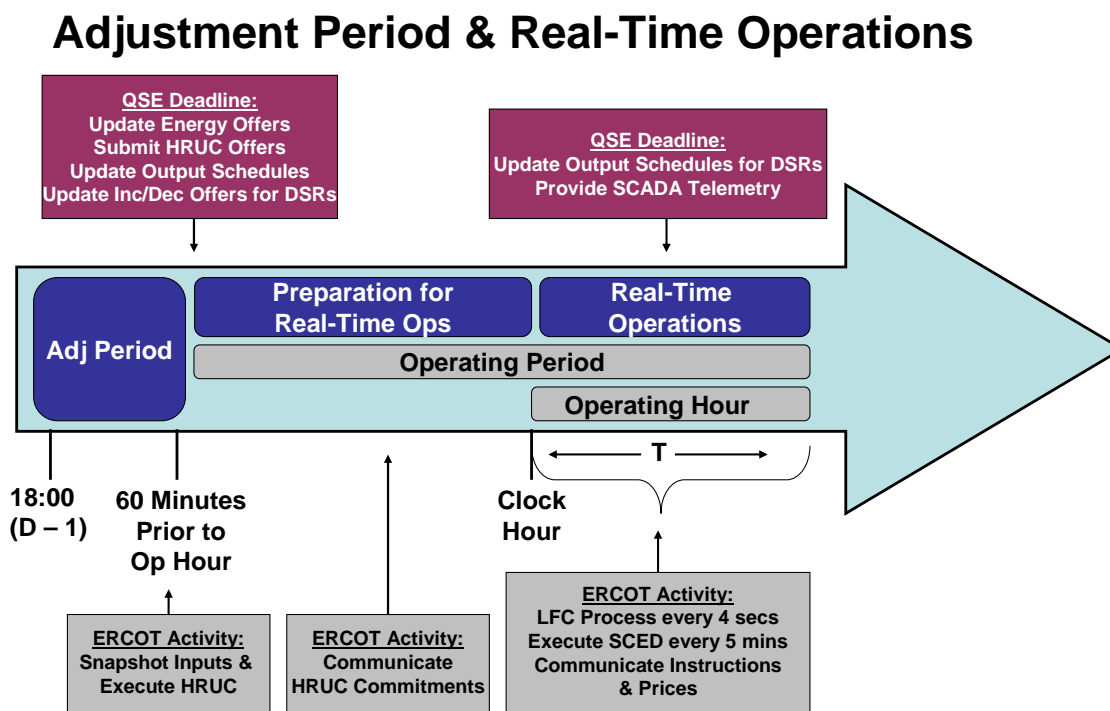 Adjustment Period & Real-Time Operations
QSE Deadline:
Update Energy Offers
Submit HRUC Offers
Update Output Schedules
Update Inc/Dec Offers for DSRs
QSE Deadline:
Update Output Schedules for DSRs
Provide SCADA Telemetry
Adj Period
Preparation for
Real-Time Ops
Real-Time
Operations
Operating Period
Operating Hour
T
18:00
(D – 1)
60 Minutes
Prior to
Op Hour
Clock
Hour
ERCOT Activity:
Snapshot Inputs &
Execute HRUC
ERCOT Activity:
Communicate
HRUC Commitments
ERCOT Activity:
LFC Process every 4 secs
Execute SCED every 5 mins
Communicate Instructions
& Prices